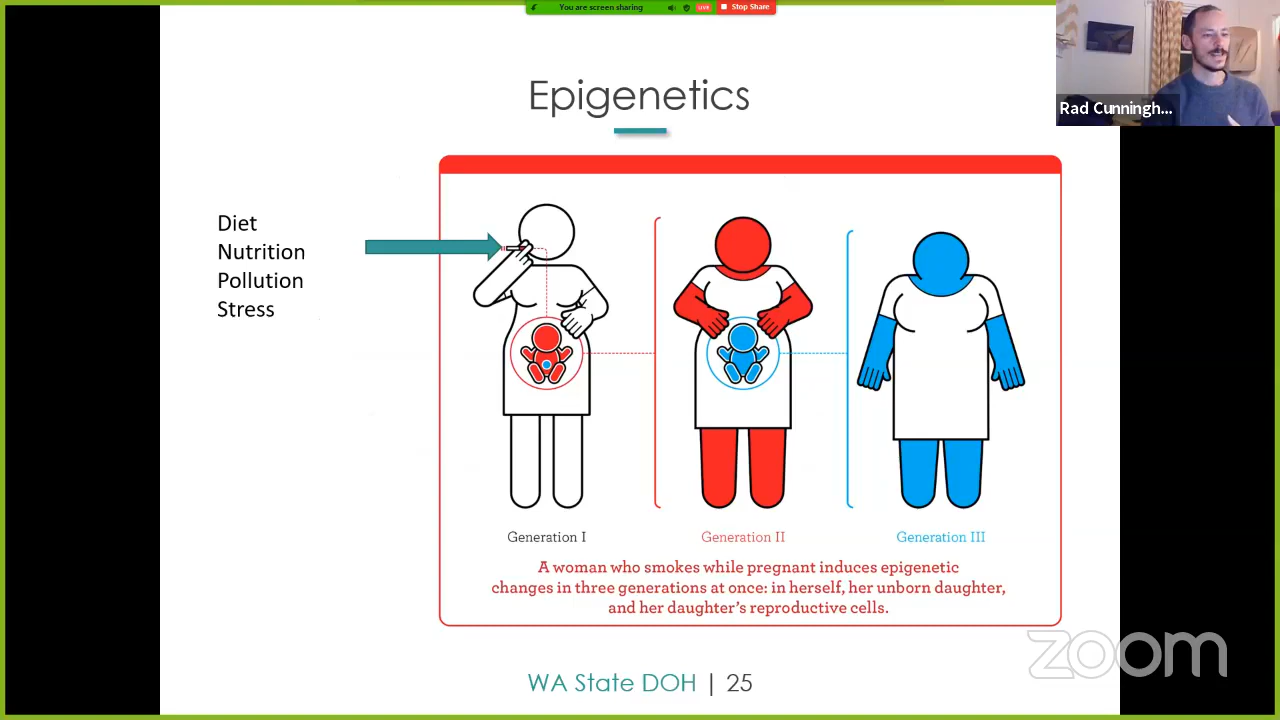 You are screen sharing
LIVE
Stop Share
Rad Cunningh...
Epigenetics
Diet
Nutrition
Pollution
Stress
Generation I
Generation II
Generation III
A woman who smokes while pregnant induces epigenetic
changes in three generations at once: in herself, her unborn daughter,
and her daughter's reproductive cells.
zoom
WA State DOH | 25